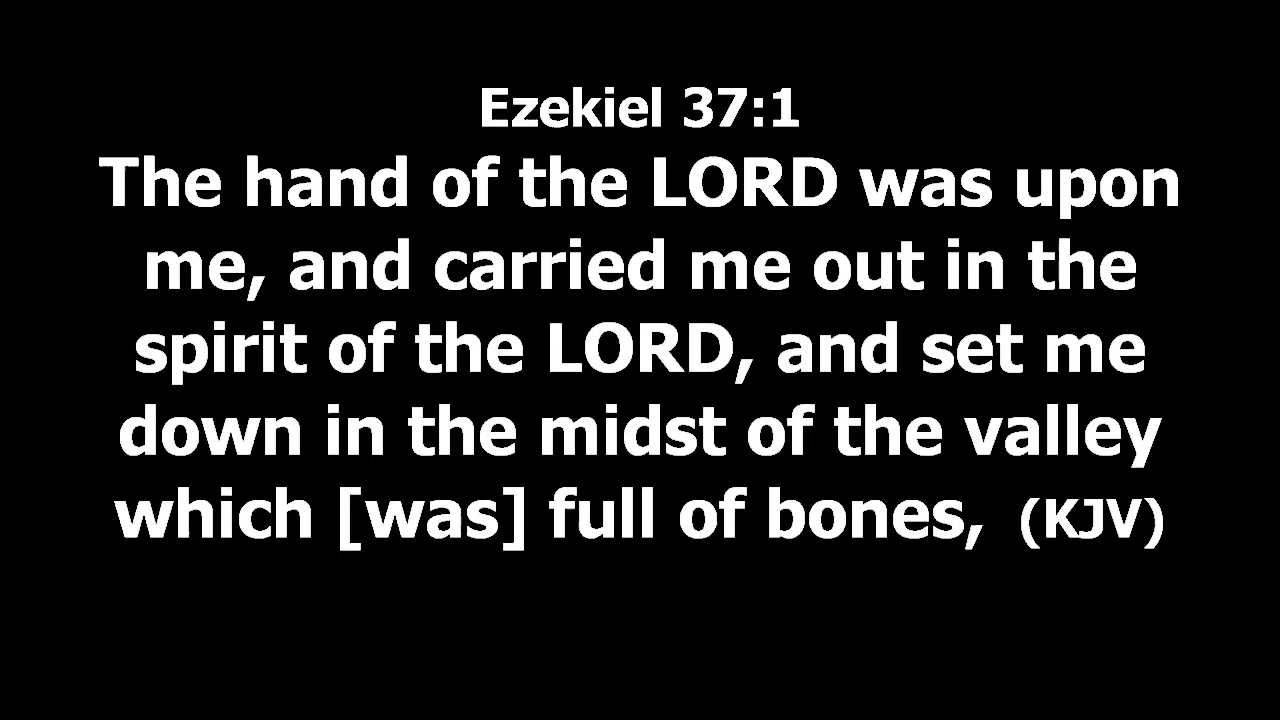 Ezekiel 37:1
The hand of the LORD was upon
me, and carried me out in the
spirit of the LORD, and set me
down in the midst of the valley
which [was] full of bones, (KJV)